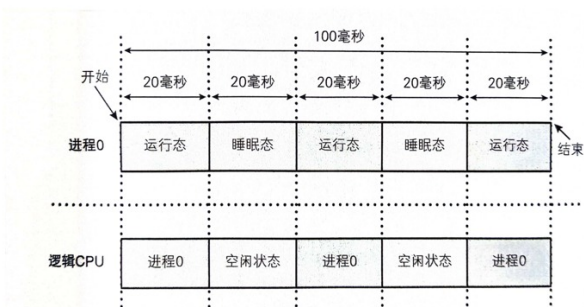 100毫秒
开始
20毫秒 20毫秒 20毫秒 20毫秒 20毫秒
进程0 运行态 睡眠态 运行态 睡眠态 运行态
结束
逻辑CPU 进程0 空闲状态 进程0 空闲状态 进程0